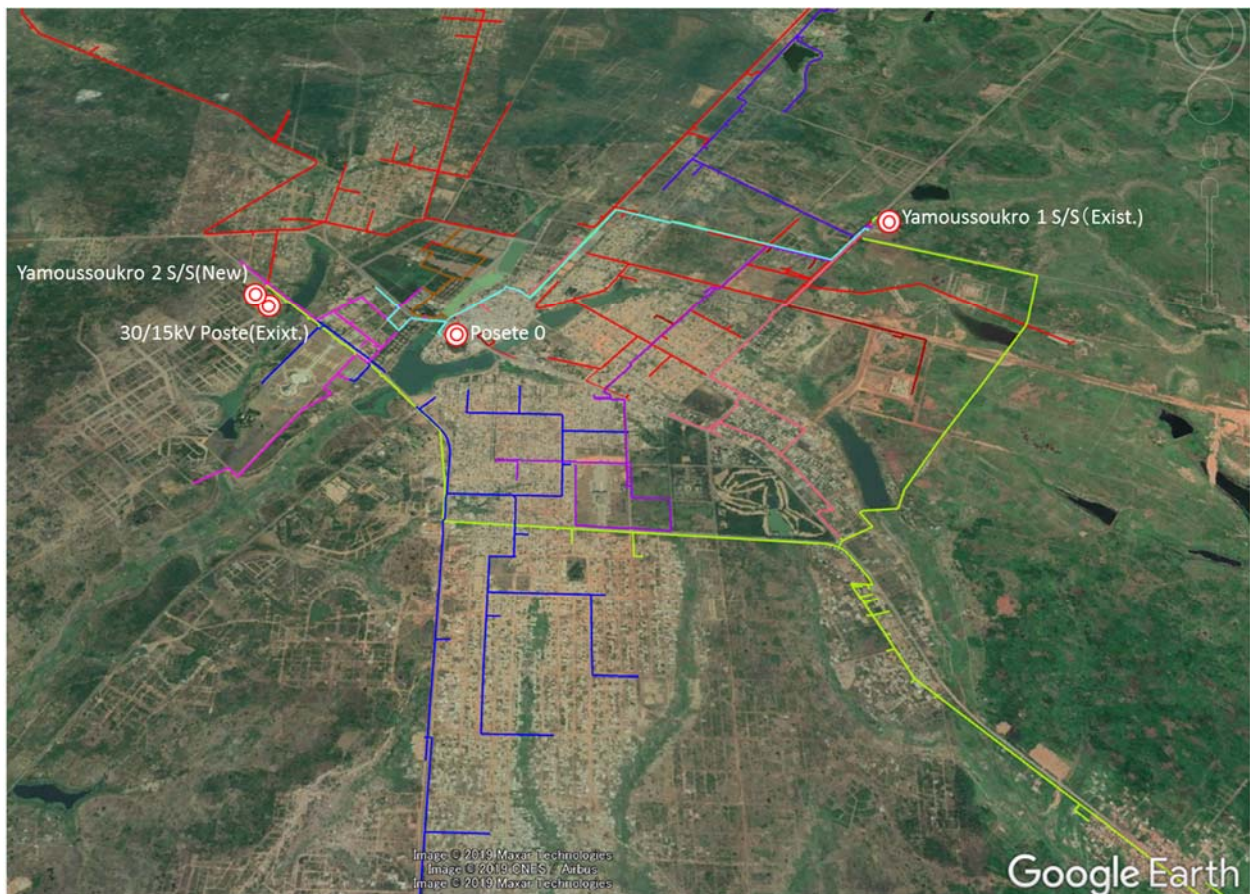 Yamoussoukro 1 S/S(Exist.)
Yamoussoukro 2 S/S(New)
30/15kV Poste(Exixt.)
Posete 0
Image © 2019 Maxar Technologies
Image © 2019 CNES / Airbus
Image © 2019 Maxar Technologies
Google Earth